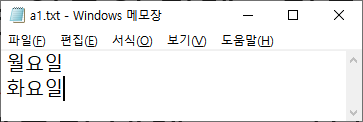 a1.txt - Windows 메모장
파일(F) 편집(E) 서식(O) 보기(V) 도움말(H)
월요일
화요일